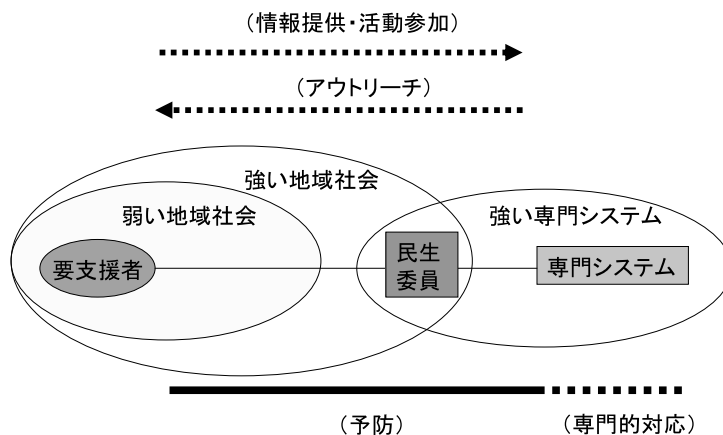 （情報提供・活動参加）
（アウトリーチ）
強い地域社会
弱い地域社会
強い専門システム
要支援者
民生
委員
専門システム
（予防）
（専門的対応）